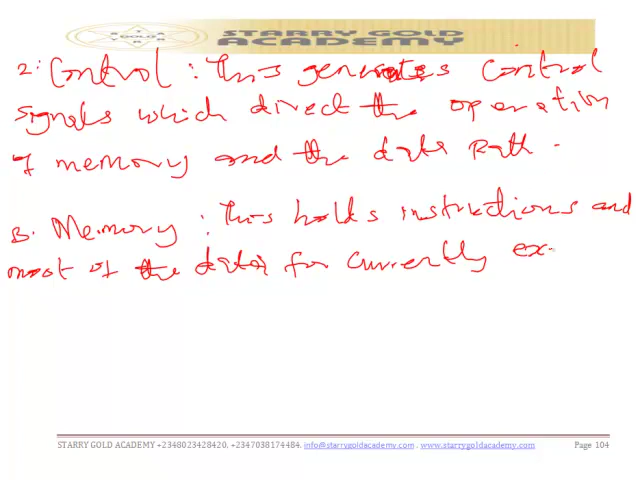 STARRY GOLD
ACADEMY
2: Control : This generates control
signals which direct the operation
of memory and the data path .
3. Memory : This holds instructions and
most of the data for currently ex
STARRY GOLD ACADEMY +2348023428420, +2347038174484, info@starrygoldacademy.com , www.starrygoldacademy.com Page 104